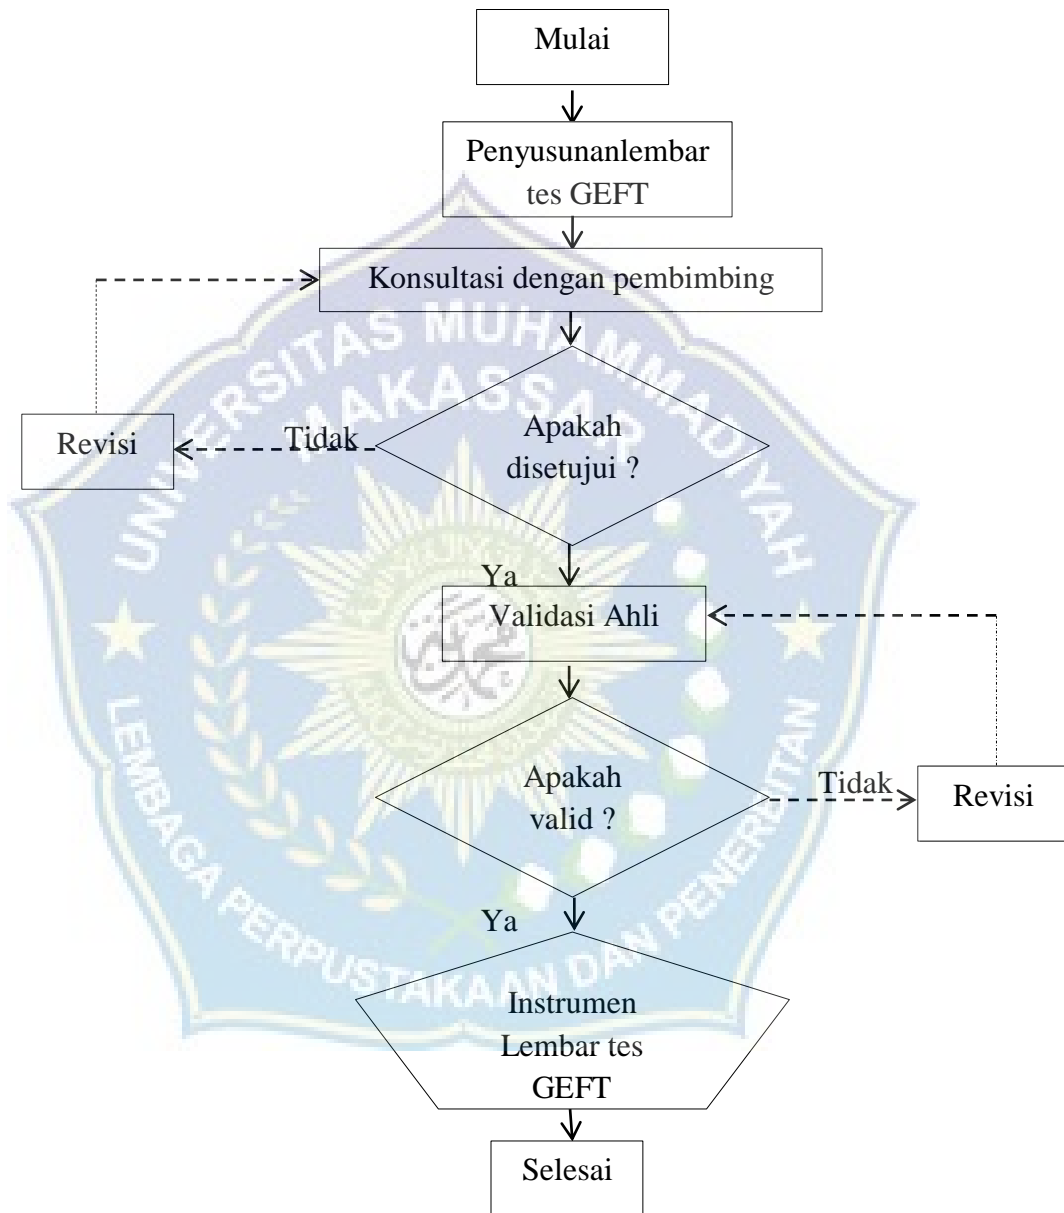 Mulai
Penyusunanlembar
tes GEFT
Konsultasi dengan pembimbing
UNIVERSITAS MUHAMMADIYAH
MAKASSAR
Apakah
disetujui ?
Tidak
Revisi
Ya
Validasi Ahli
Apakah
valid ?
Tidak
Revisi
Ya
LEMBAGA PERPUSTAKAAN DAN PENERBITAN
Instrumen
Lembar tes
GEFT
Selesai